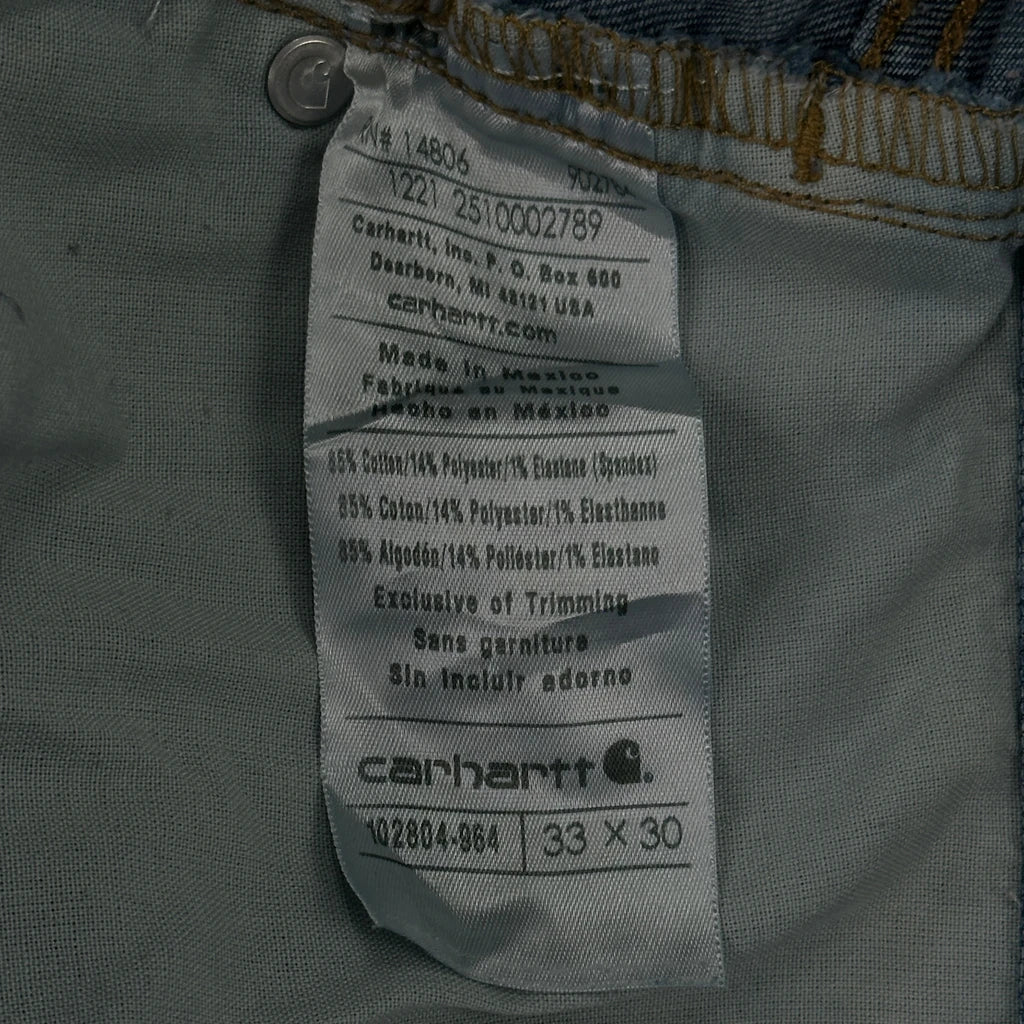 RN# 14806
1221 2510002789
Carhartt, Inc. P. O. Box 600
Dearborn, MI 48121 USA
carhartt.com
Made in Mexico
Fabriqué au Mexique
Hecho en México
85% Cotton/14% Polyester/1% Elastane (Spandex)
85% Coton/14% Polyester/1% Élasthanne
85% Algodón/14% Poliéster/1% Elastano
Exclusive of Trimming
Sans garniture
Sin incluir adorno
carhartt
102804-964 33 X 30